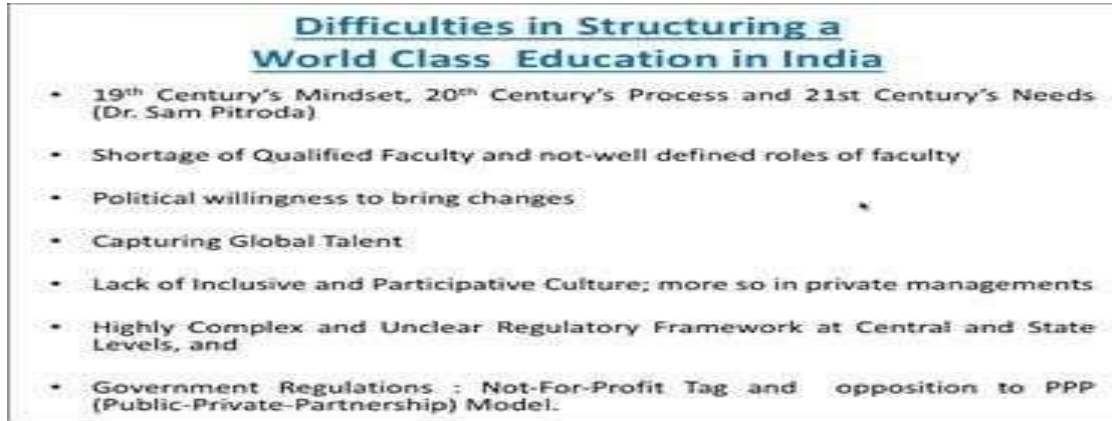 Difficulties in Structuring a
World Class Education in India
• 19th Century's Mindset, 20th Century's Process and 21st Century's Needs
(Dr. Sam Pitroda)
• Shortage of Qualified Faculty and not-well defined roles of faculty
• Political willingness to bring changes
• Capturing Global Talent
• Lack of Inclusive and Participative Culture; more so in private managements
• Highly Complex and Unclear Regulatory Framework at Central and State
Levels, and
• Government Regulations : Not-For-Profit Tag and opposition to PPP
(Public-Private-Partnership) Model.